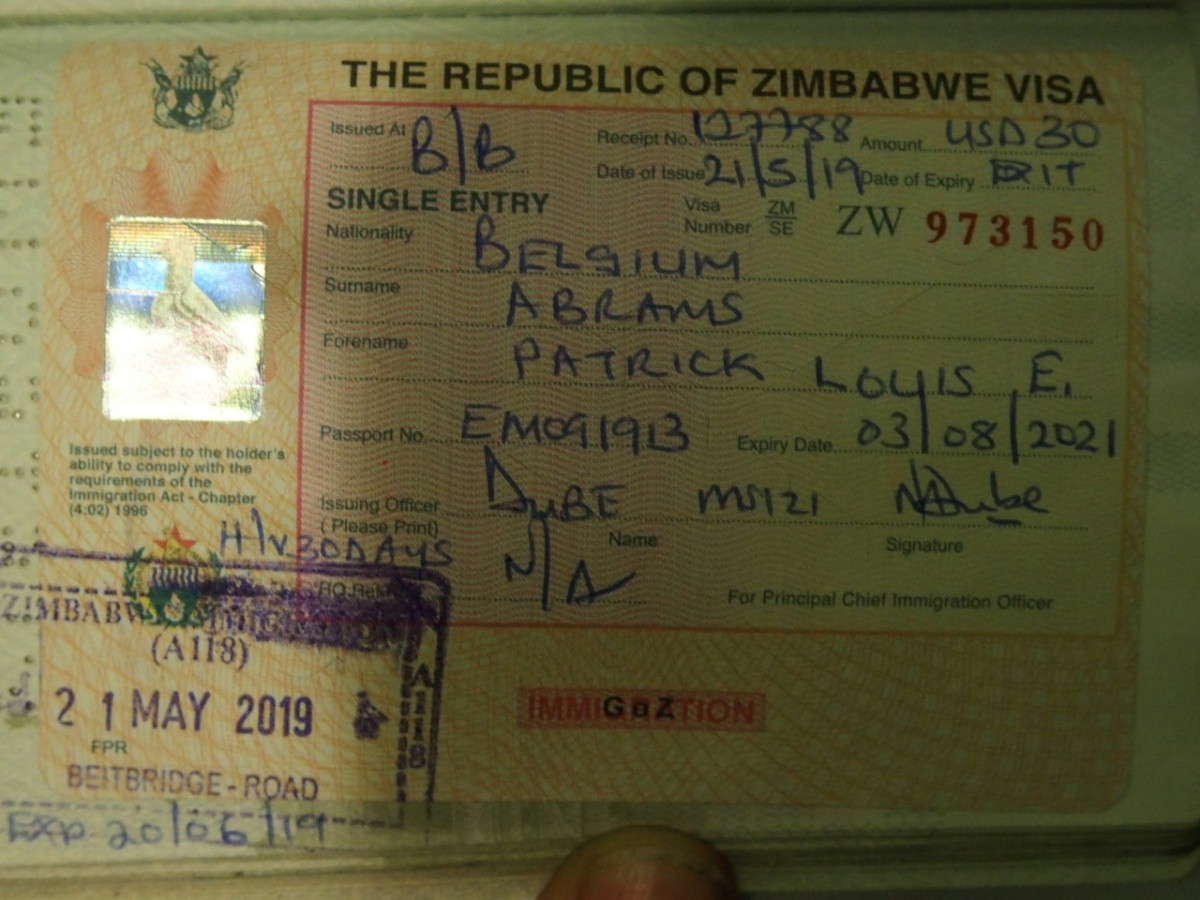 THE REPUBLIC OF ZIMBABWE VISA
Issued At B/B Receipt No. 127788 Amount USD 30
Date of Issue 21/5/19 Date of Expiry
SINGLE ENTRY Visa Number ZM SE ZW 973150
Nationality BELGIUM
Surname ABRAMS
Forename PATRICK LOUIS E.
Passport No. EM091913 Expiry Date 03/08/2021
Issuing Officer DUBE
( Please Print) Name Signature
N/A
For Principal Chief Immigration Officer
Issued subject to the holder's
ability to comply with the
requirements of the
Immigration Act - Chapter
(4:02) 1996
30 DAYS
ZIMBABWE IMMIGRATION
(A118)
A118
21 MAY 2019
FPR
BEITBRIDGE - ROAD
EXP 20/06/19
IMMIGRATION
GoZ